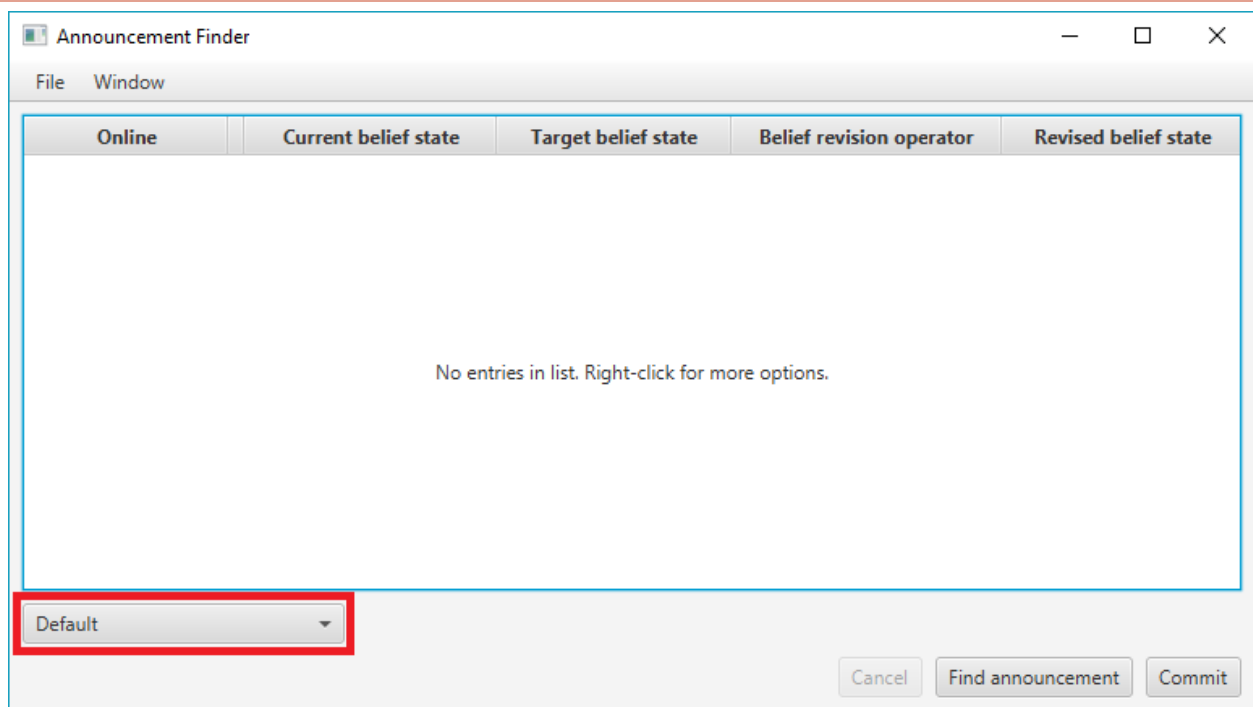 Announcement Finder
File Window
Online Current belief state Target belief state Belief revision operator Revised belief state
No entries in list. Right-click for more options.
Default
Cancel Find announcement Commit